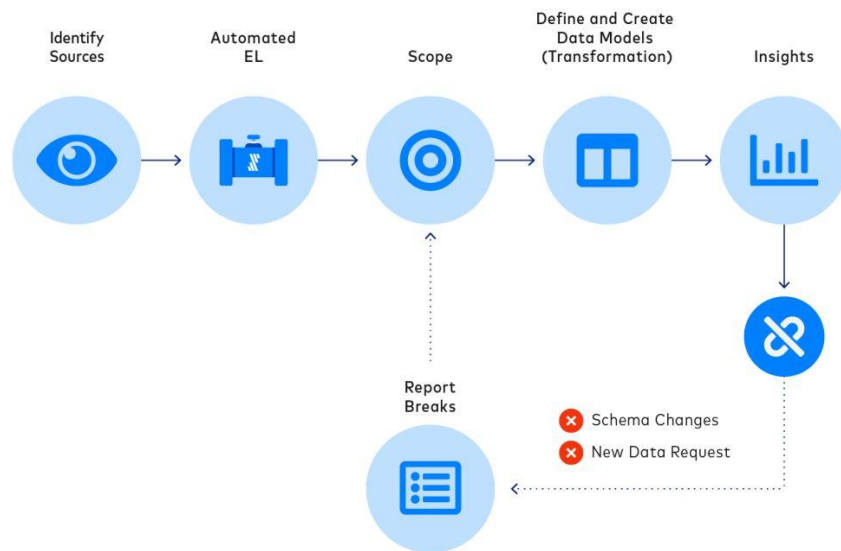 Identify
Sources
Automated
EL
Scope
Define and Create
Data Models
(Transformation)
Insights
Report
Breaks
Schema Changes
New Data Request